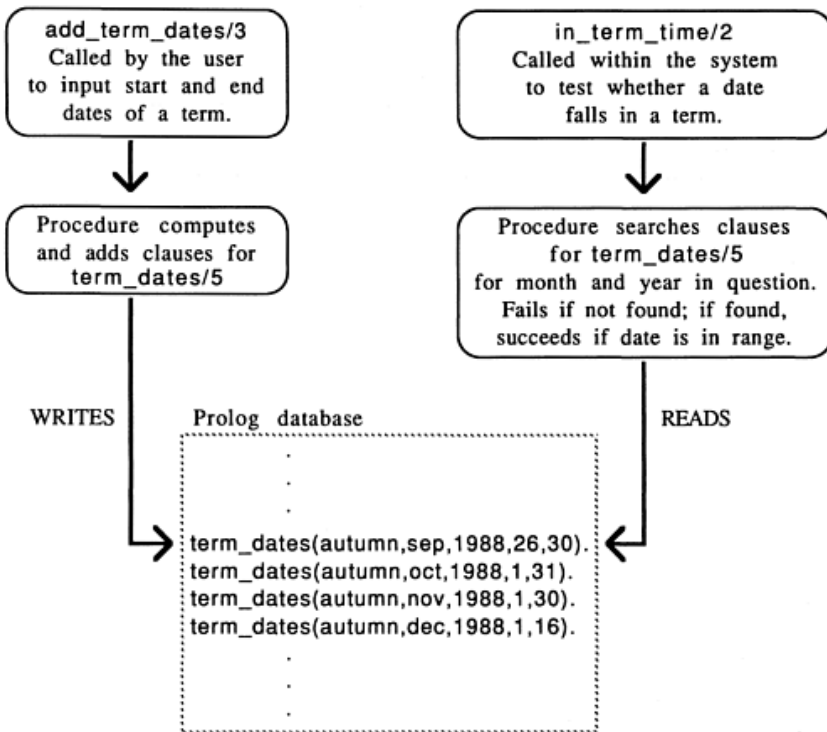 add_term_dates/3
Called by the user
to input start and end
dates of a term.
in_term_time/2
Called within the system
to test whether a date
falls in a term.
Procedure computes
and adds clauses for
term_dates/5
Procedure searches clauses
for term_dates/5
for month and year in question.
Fails if not found; if found,
succeeds if date is in range.
WRITES
Prolog database
READS
.
.
.
term_dates(autumn,sep,1988,26,30).
term_dates(autumn,oct,1988,1,31).
term_dates(autumn,nov,1988,1,30).
term_dates(autumn,dec,1988,1,16).
.
.
.